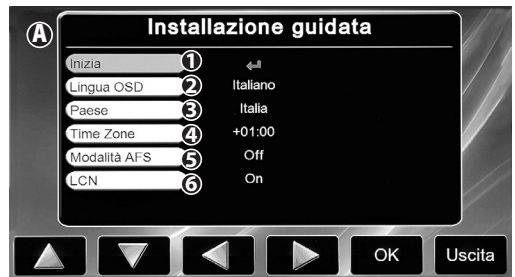 Ⓐ Installazione guidata
Inizia ① ↵
Lingua OSD ② Italiano
Paese ③ Italia
Time Zone ④ +01:00
Modalità AFS ⑤ Off
LCN ⑥ On
OK Uscita